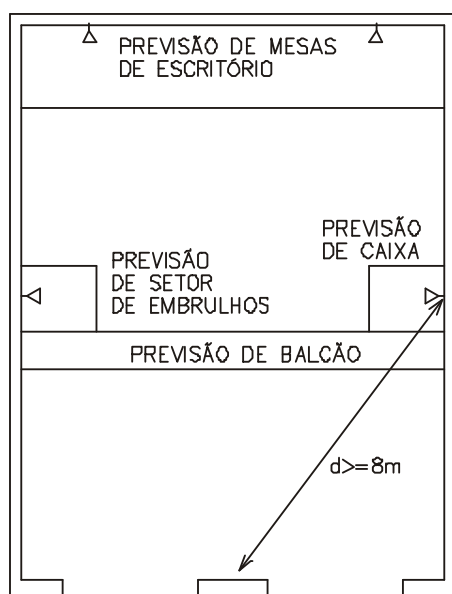 PREVISÃO DE MESAS
DE ESCRITÓRIO
PREVISÃO
DE CAIXA
PREVISÃO
DE SETOR
DE EMBRULHOS
PREVISÃO DE BALCÃO
d>=8m